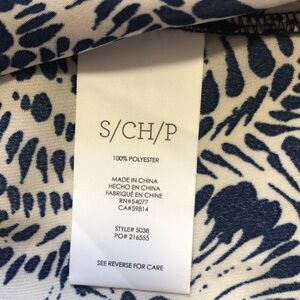 S/CH/P
100% POLYESTER
MADE IN CHINA
HECHO EN CHINA
FABRIQUÉ EN CHINE
RN#54077
CA#59814
STYLE# 5038
PO# 216555
SEE REVERSE FOR CARE